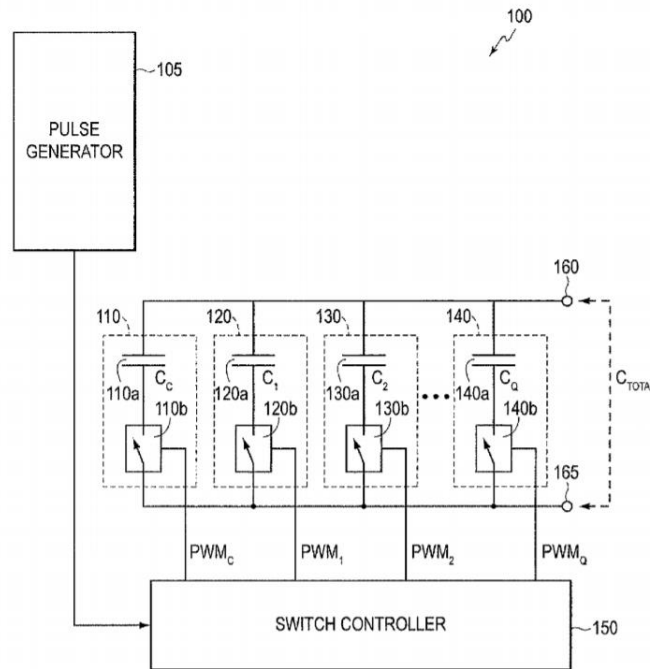 100
105
PULSE
GENERATOR
160
110 120 130 140
C_C C_1 C_2 C_Q
110a 120a 130a 140a
C_TOTA
110b 120b 130b 140b
165
PWM_C PWM_1 PWM_2 PWM_Q
SWITCH CONTROLLER
150